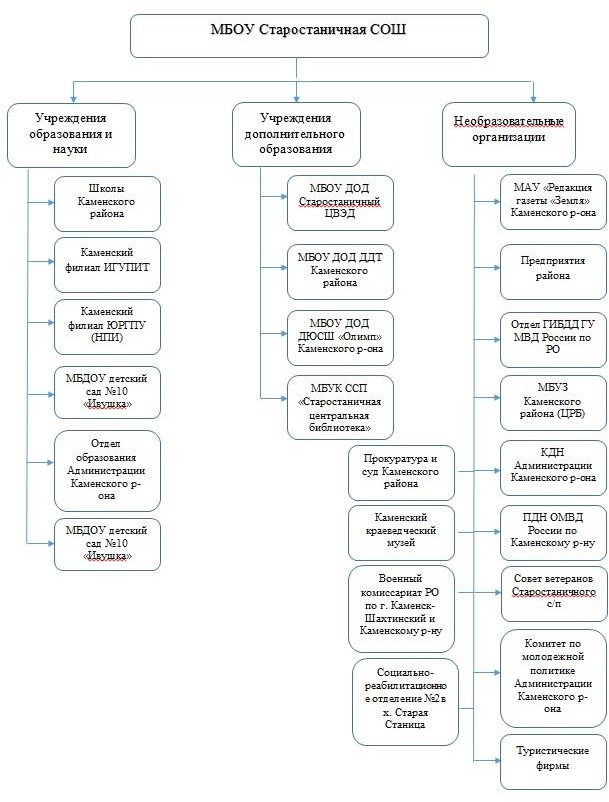 МБОУ Старостаничная СОШ
Учреждения
образования и
науки
Школы
Каменского
района
Каменский
филиал ИГУПИТ
Каменский
филиал ЮРГПУ
(НПИ)
МБДОУ детский
сад №10
«Ивушка»
Отдел
образования
Администрации
Каменского р-
она
МБДОУ детский
сад №10
«Ивушка»
Учреждения
дополнительного
образования
МБОУ ДОД
Старостаничный
ЦВЭД
МБОУ ДОД ДДТ
Каменского
района
МБОУ ДОД
ДЮСШ «Олимп»
Каменского р-она
МБУК ССП
«Старостаничная
центральная
библиотека»
Необразовательные
организации
МАУ «Редакция
газеты «Земля»
Каменского р-она
Предприятия
района
Отдел ГИБДД ГУ
МВД России по
РО
МБУЗ
Каменского
района (ЦРБ)
Прокуратура и
суд Каменского
района
КДН
Администрации
Каменского р-она
Каменский
краеведческий
музей
ПДН ОМВД
России по
Каменскому р-ну
Военный
комиссариат РО
по г. Каменск-
Шахтинский и
Каменскому р-ну
Совет ветеранов
Старостаничного
с/п
Социально-
реабилитационно
е отделение №2 в
х. Старая
Станица
Комитет по
молодежной
политике
Администрации
Каменского р-
она
Туристические
фирмы